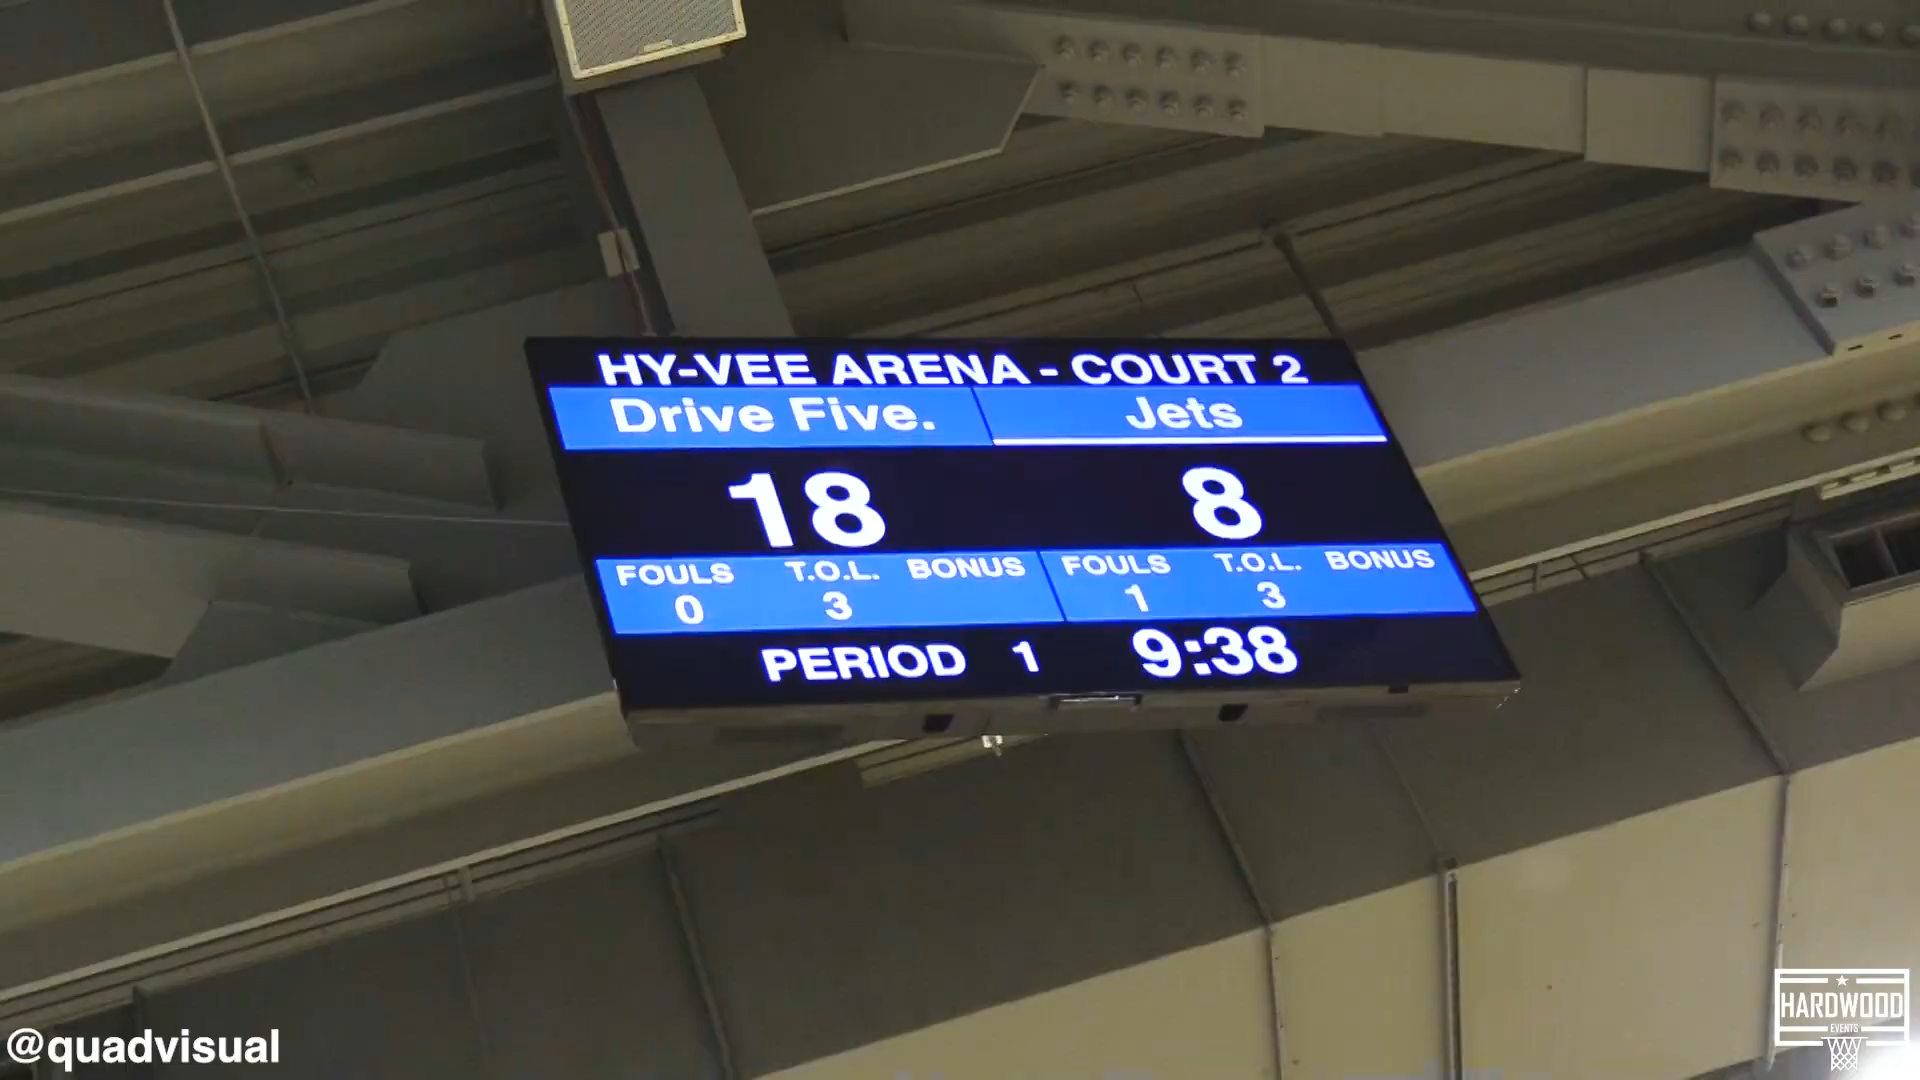 HY-VEE ARENA - COURT 2
Drive Five. Jets
18 8
FOULS T.O.L. BONUS FOULS T.O.L. BONUS
0 3 1 3
PERIOD 1 9:38
@quadvisual
HARDWOOD
EVENTS